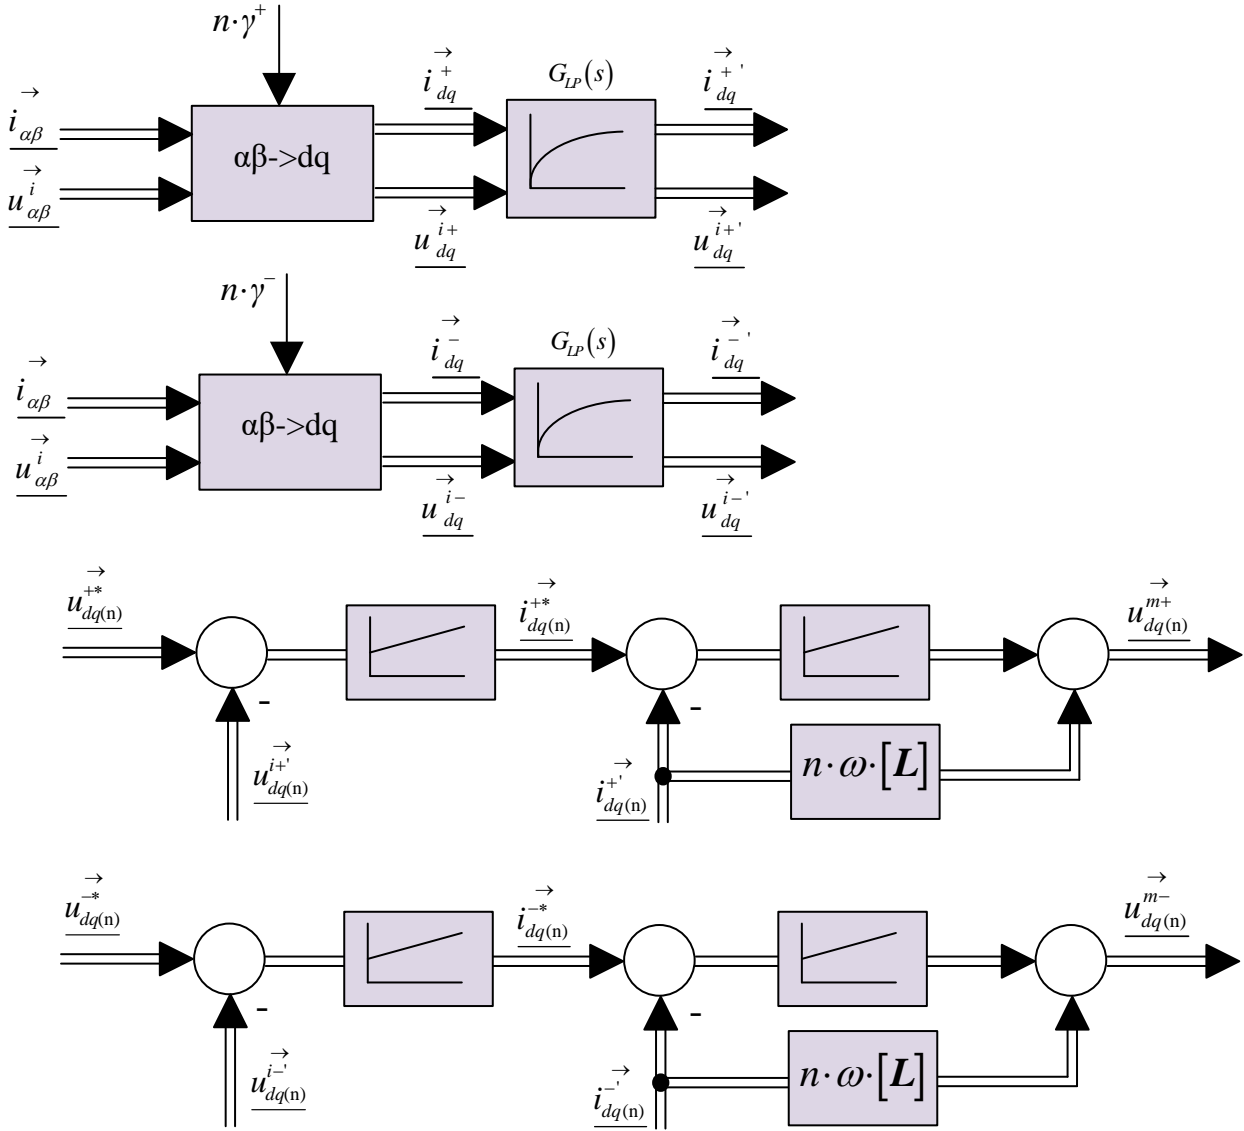 n·γ⁺
i⃗_αβ
u⃗ⁱ_αβ
αβ->dq
i⃗⁺_dq
u⃗ⁱ⁺_dq
G_LP(s)
i⃗⁺'_dq
u⃗ⁱ⁺'_dq
n·γ⁻
i⃗_αβ
u⃗ⁱ_αβ
αβ->dq
i⃗⁻_dq
u⃗ⁱ⁻_dq
G_LP(s)
i⃗⁻'_dq
u⃗ⁱ⁻'_dq
u⃗⁺*_dq(n)
-
u⃗ⁱ⁺'_dq(n)
i⃗⁺*_dq(n)
-
i⃗⁺'_dq(n)
n·ω·[L]
u⃗ᵐ⁺_dq(n)
u⃗⁻*_dq(n)
-
u⃗ⁱ⁻'_dq(n)
i⃗⁻*_dq(n)
-
i⃗⁻'_dq(n)
n·ω·[L]
u⃗ᵐ⁻_dq(n)